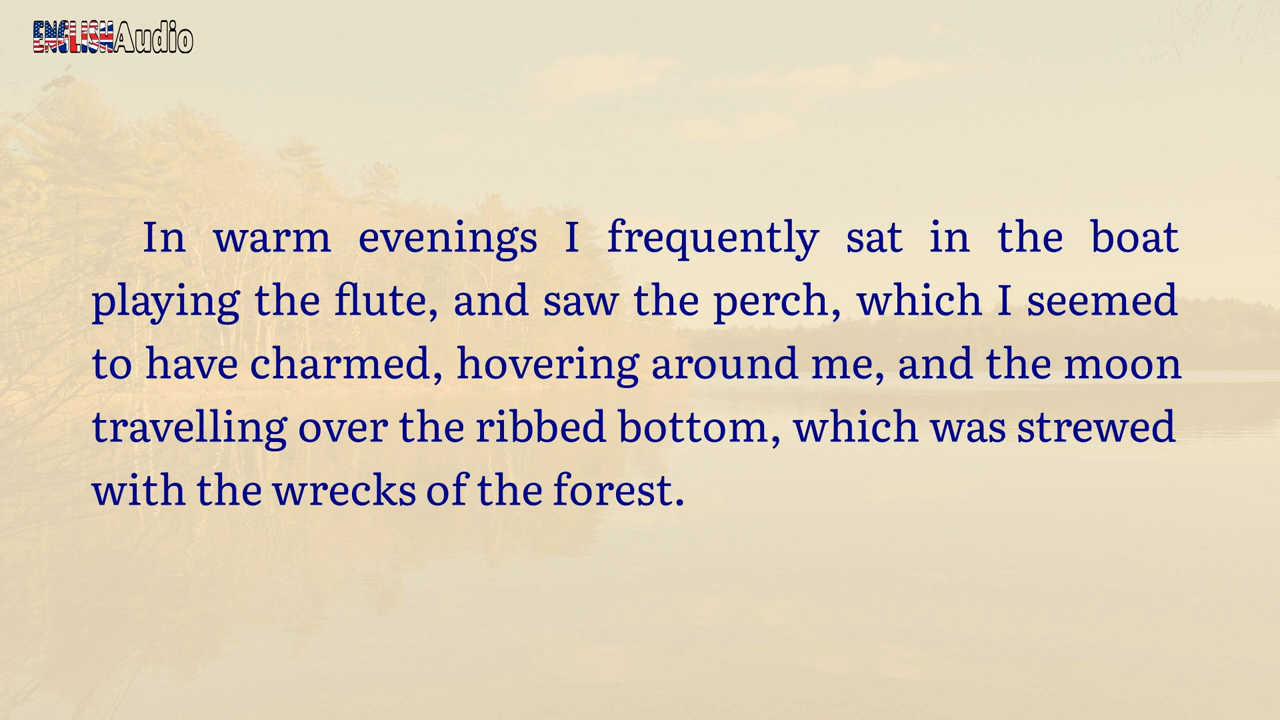 ENGLISHAudio
In warm evenings I frequently sat in the boat
playing the flute, and saw the perch, which I seemed
to have charmed, hovering around me, and the moon
travelling over the ribbed bottom, which was strewed
with the wrecks of the forest.